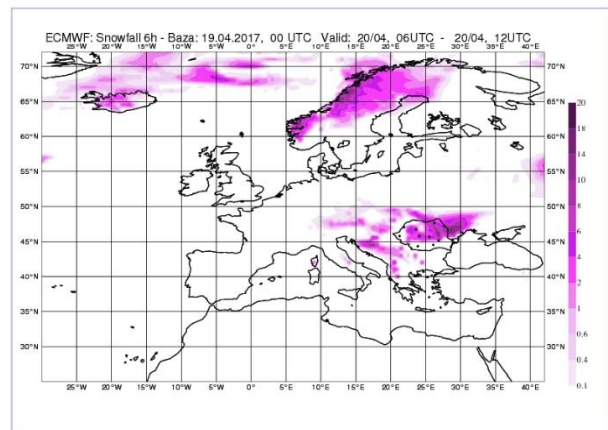 ECMWF: Snowfall 6h - Baza: 19.04.2017, 00 UTC Valid: 20/04, 06UTC - 20/04, 12UTC
25°W 20°W 15°W 10°W 5°W 0° 5°E 10°E 15°E 20°E 25°E 30°E 35°E 40°E
70°N 70°N
65°N 65°N
60°N 60°N
55°N 55°N
50°N 50°N
45°N 45°N
40°N 40°N
35°N 35°N
30°N 30°N
25°W 20°W 15°W 10°W 5°W 0° 5°E 10°E 15°E 20°E 25°E 30°E 35°E 40°E
20
18
14
10
8
6
4
2
1
0.6
0.4
0.1